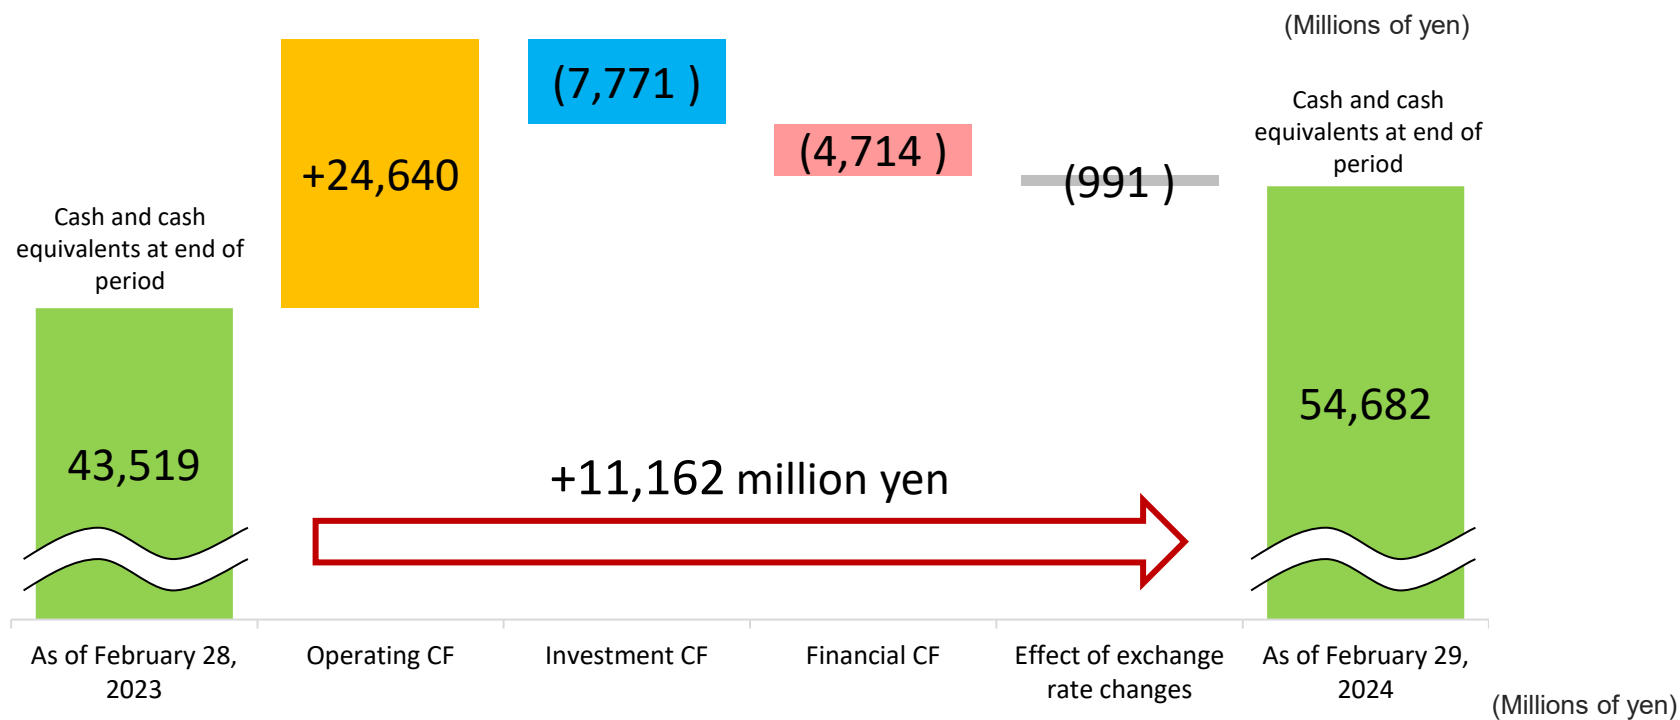 (Millions of yen)
Cash and cash
equivalents at end of
period
43,519
+24,640
(7,771 )
(4,714 )
(991 )
Cash and cash
equivalents at end of
period
54,682
+11,162 million yen
As of February 28,
2023
Operating CF
Investment CF
Financial CF
Effect of exchange
rate changes
As of February 29,
2024
(Millions of yen)